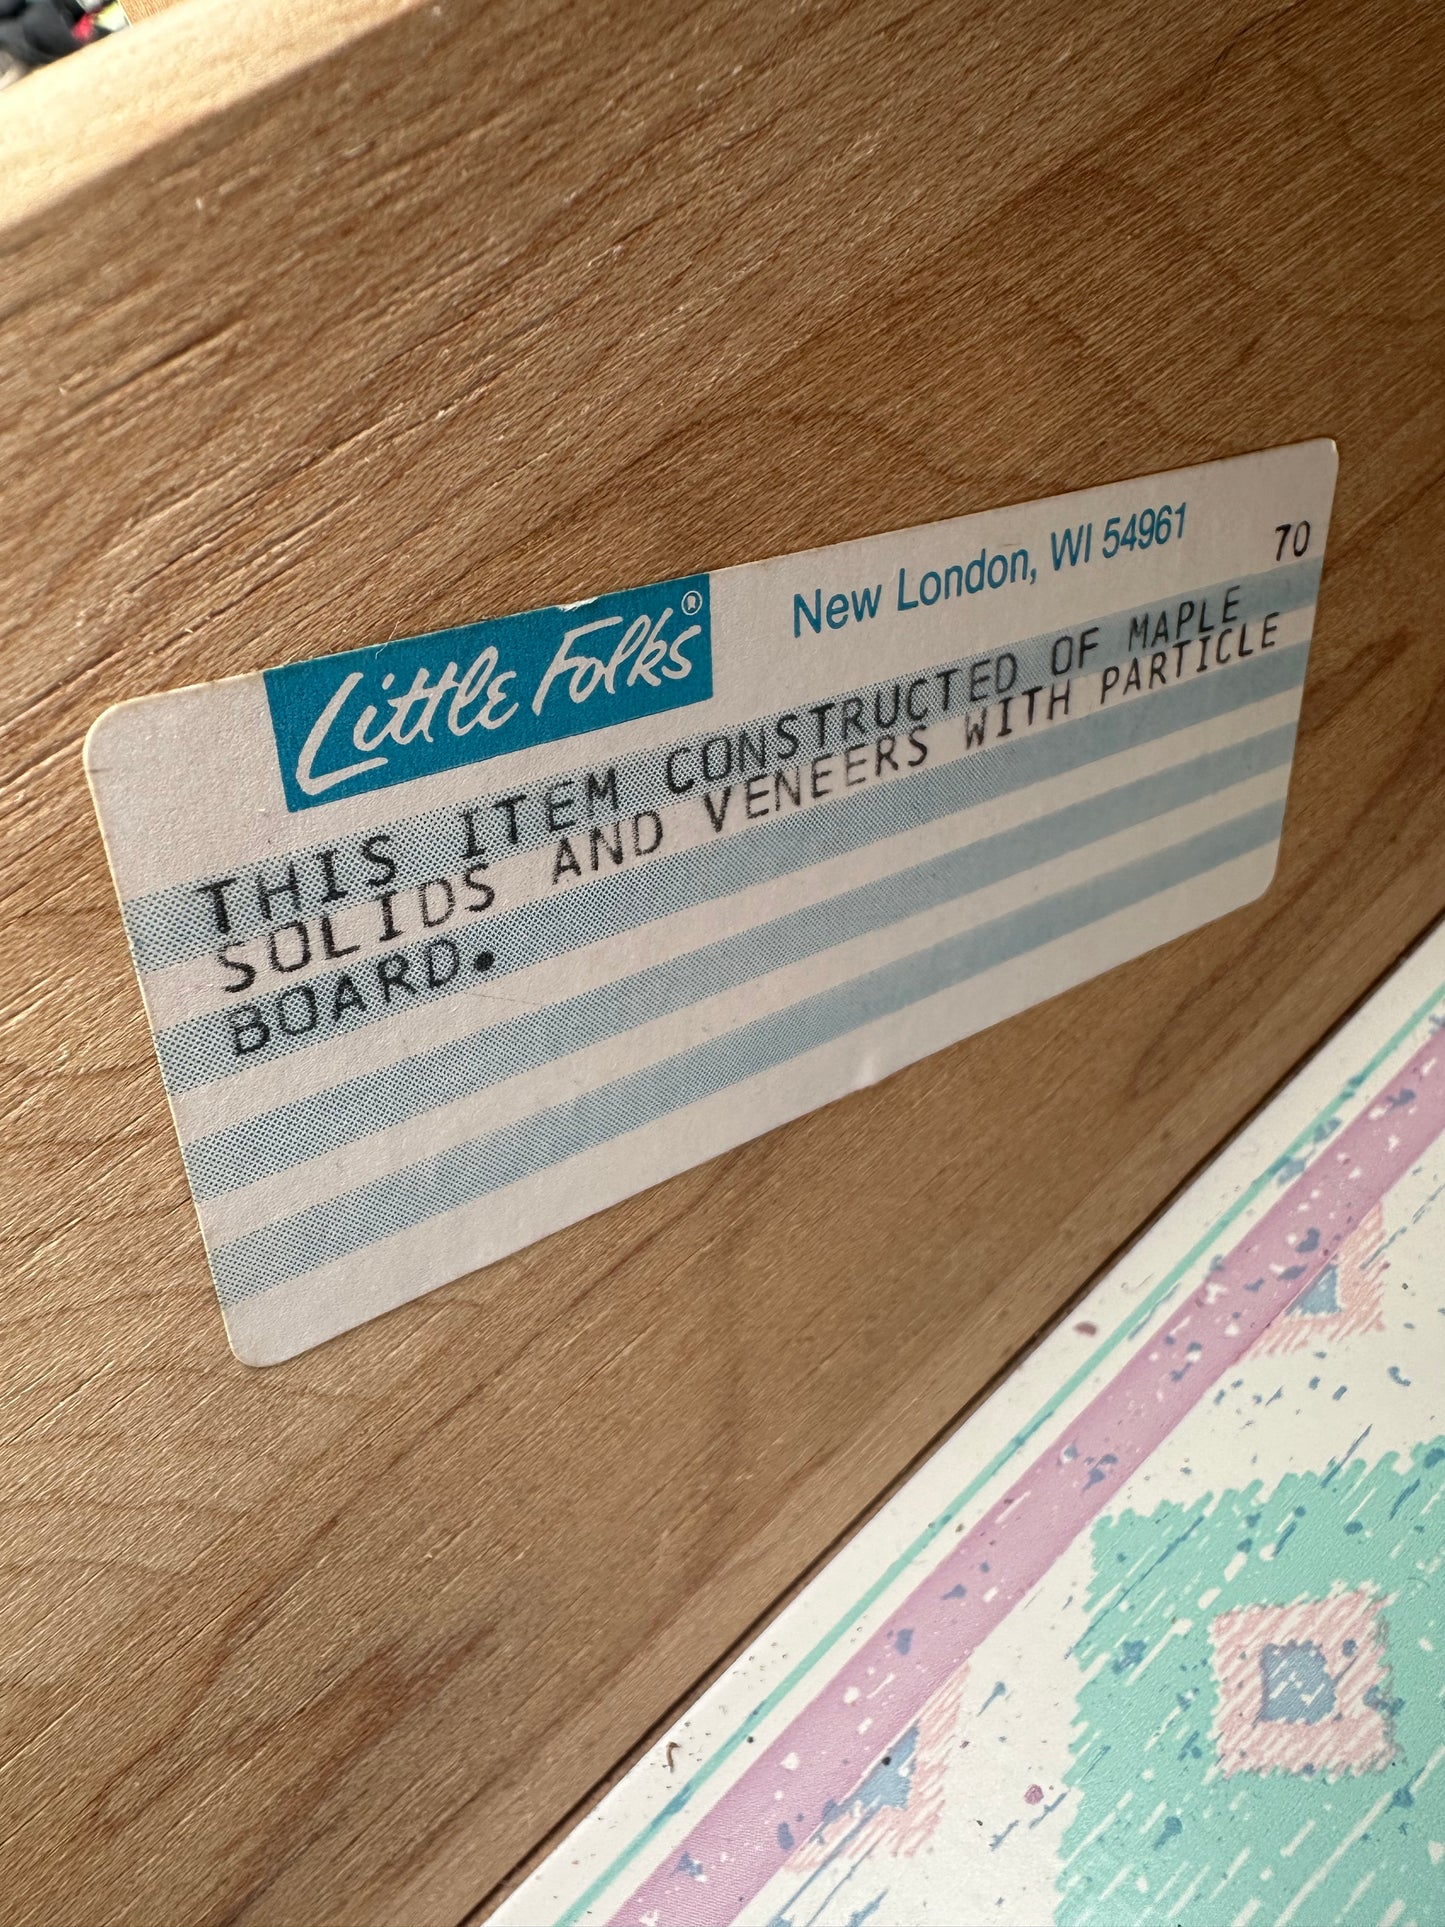 Little Folks®
New London, WI 54961
70
THIS ITEM CONSTRUCTED OF MAPLE
SOLIDS AND VENEERS WITH PARTICLE
BOARD.